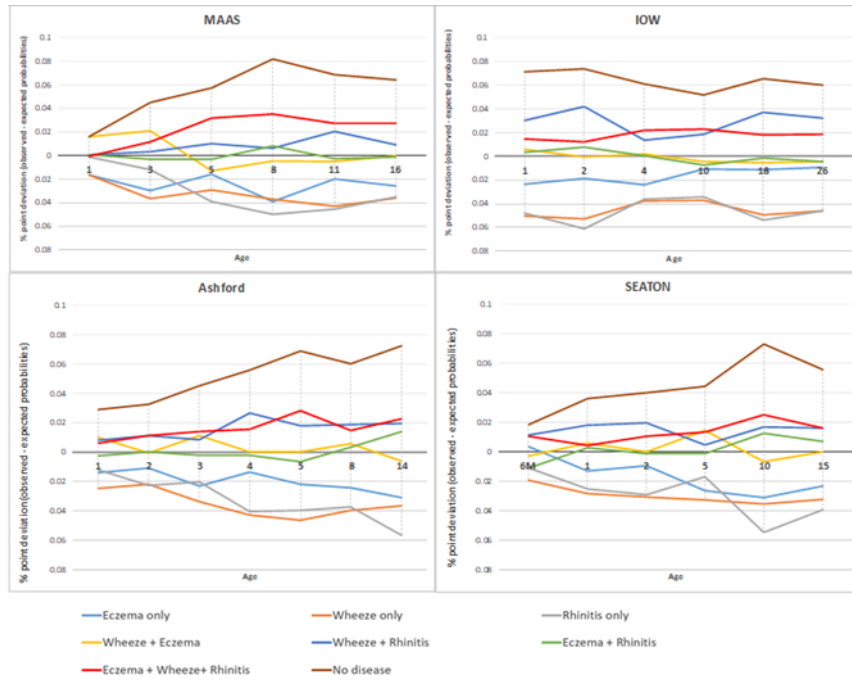 MAAS
% point deviation (observed - expected probabilities)
0.1
0.08
0.06
0.04
0.02
0
0.02
0.04
0.06
0.08
1 3 5 8 11 16
Age
IOW
% point deviation (observed - expected probabilities)
0.1
0.08
0.06
0.04
0.02
0
0.02
0.04
0.06
0.08
1 2 4 10 18 26
Age
Ashford
% point deviation(observed - expected probabilities)
0.1
0.08
0.06
0.04
0.02
0
0.02
0.04
0.06
0.08
1 2 3 4 5 8 14
Age
SEATON
% point deviation (observed - expected probabilities)
0.1
0.08
0.06
0.04
0.02
0
0.02
0.04
0.06
0.08
6M 1 2 5 10 15
Age
Eczema only Wheeze only Rhinitis only
Wheeze + Eczema Wheeze + Rhinitis Eczema + Rhinitis
Eczema + Wheeze+ Rhinitis No disease